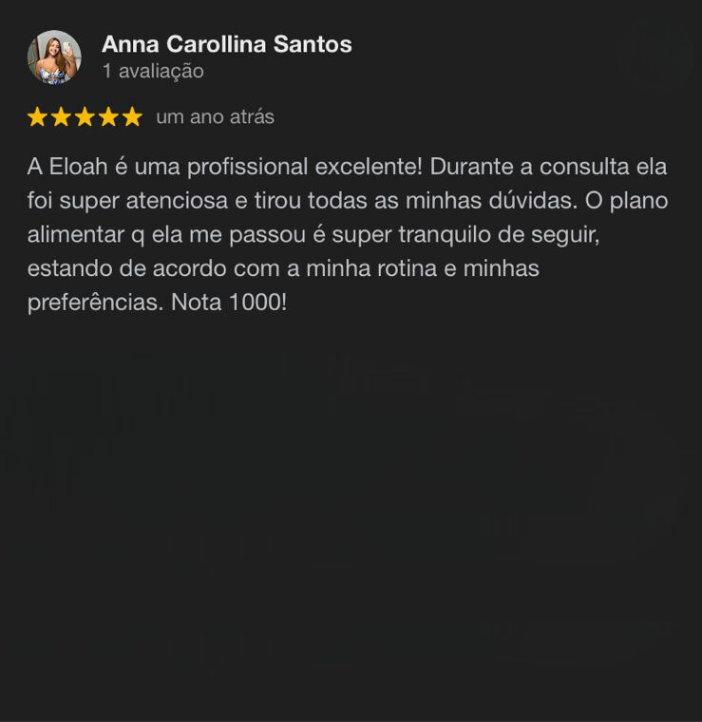 Anna Carollina Santos
1 avaliação
um ano atrás
A Eloah é uma profissional excelente! Durante a consulta ela
foi super atenciosa e tirou todas as minhas dúvidas. O plano
alimentar q ela me passou é super tranquilo de seguir,
estando de acordo com a minha rotina e minhas
preferências. Nota 1000!